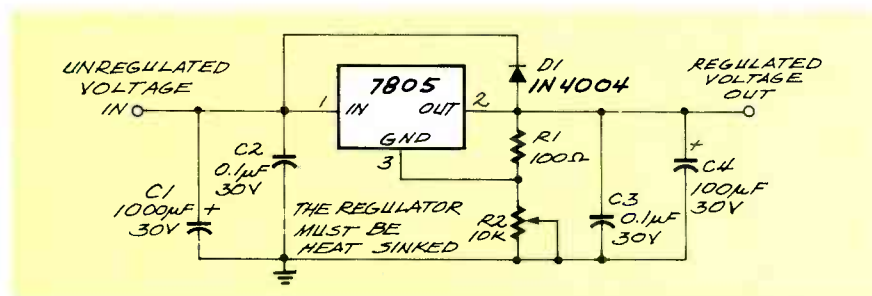 UNREGULATED
VOLTAGE
IN
1
7805
IN OUT
GND
3
2
D1
1N4004
REGULATED
VOLTAGE
OUT
R1
100Ω
C2
0.1µF
30V
C1
1000µF +
30V
THE REGULATOR
MUST BE
HEAT SINKED
R2
10K
C3
0.1µF
30V
+
C4
100µF
30V